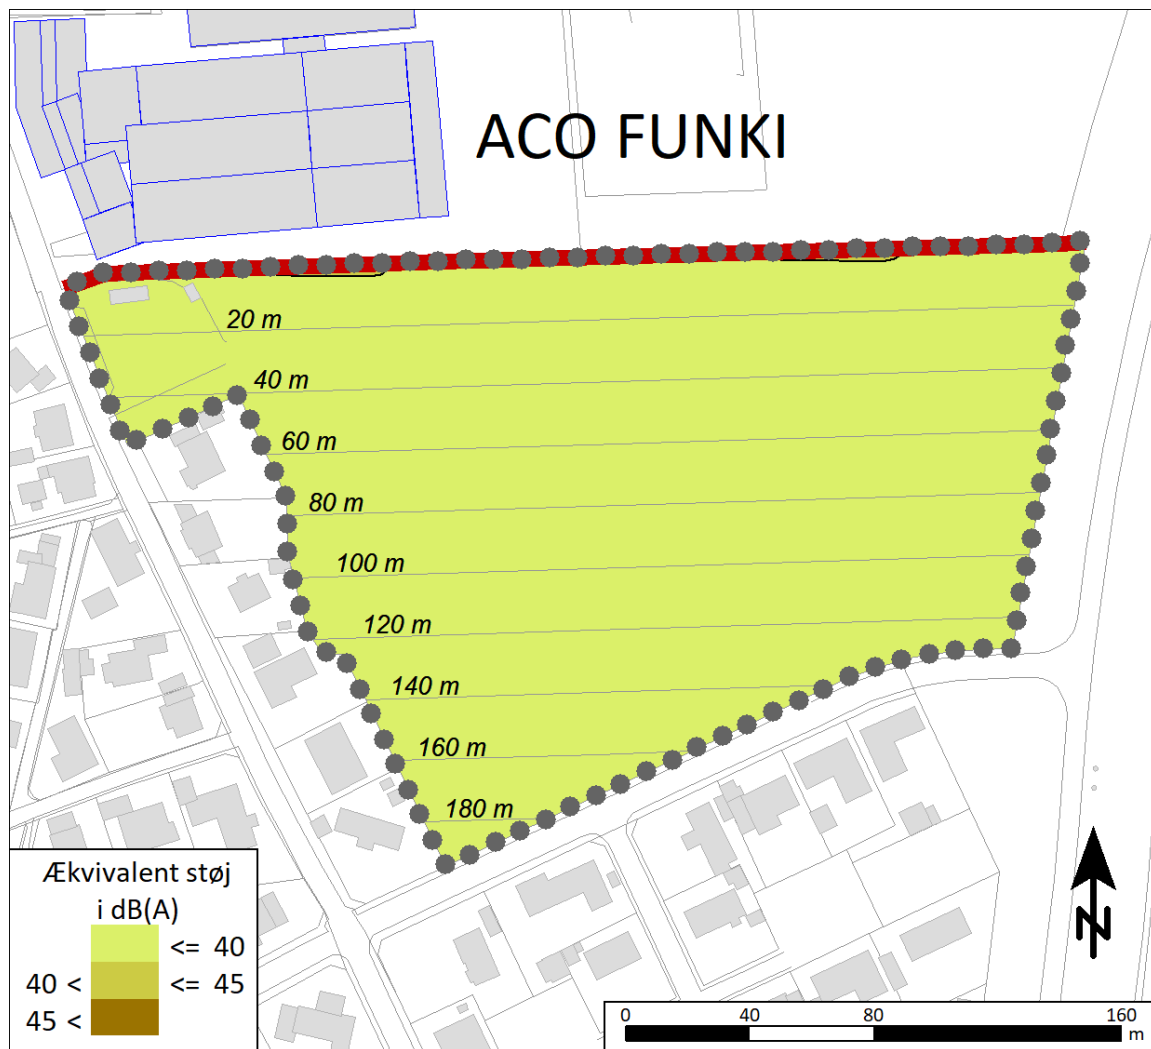 ACO FUNKI
20 m
40 m
60 m
80 m
100 m
120 m
140 m
160 m
180 m
Ækvivalent støj
i dB(A)
<= 40
40 < <= 45
45 <
N
0 40 80 160
m